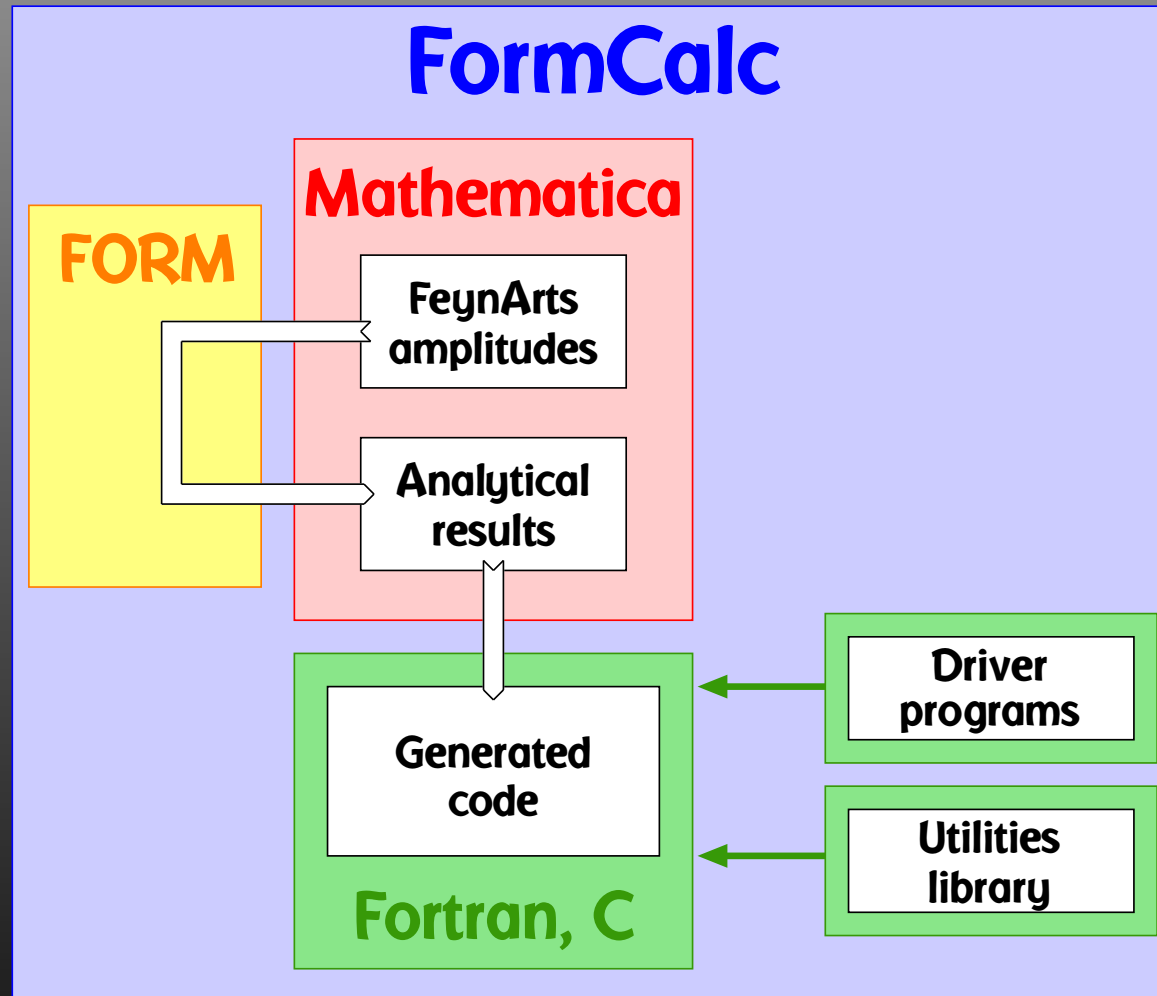 FormCalc
Mathematica
FORM
FeynArts
amplitudes
Analytical
results
Driver
programs
Generated
code
Utilities
library
Fortran, C